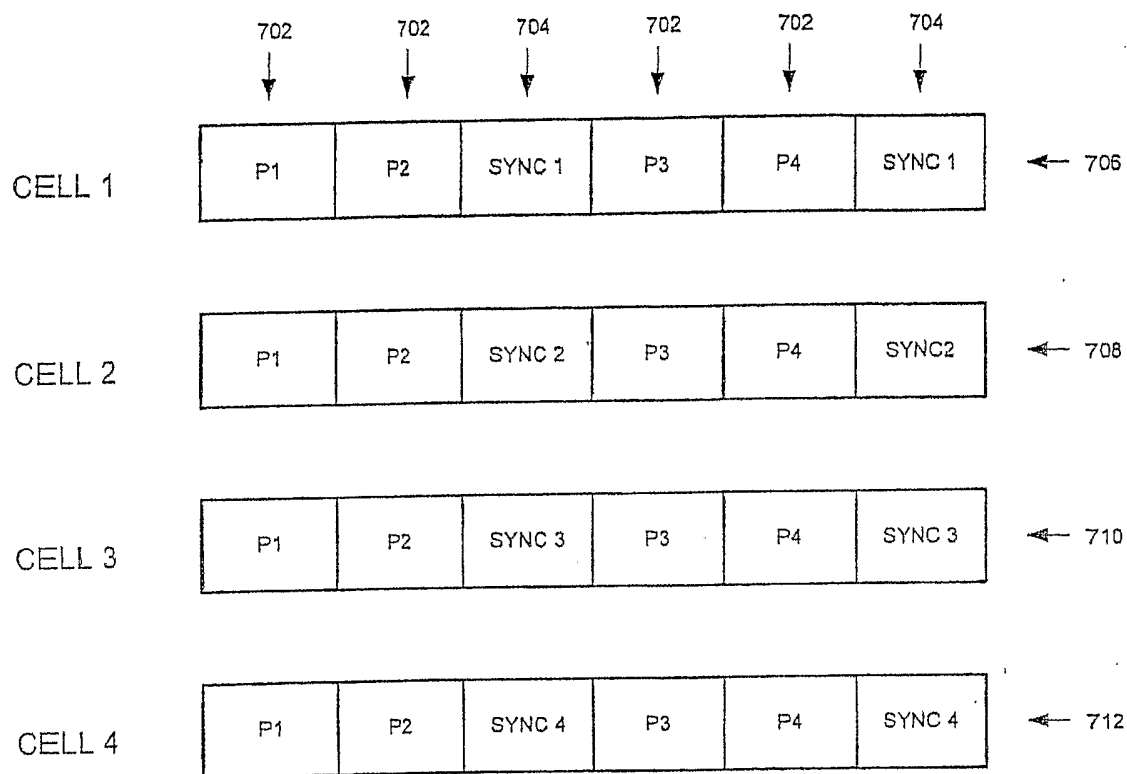 702 702 704 702 702 704
CELL 1 P1 P2 SYNC 1 P3 P4 SYNC 1 706
CELL 2 P1 P2 SYNC 2 P3 P4 SYNC2 708
CELL 3 P1 P2 SYNC 3 P3 P4 SYNC 3 710
CELL 4 P1 P2 SYNC 4 P3 P4 SYNC 4 712